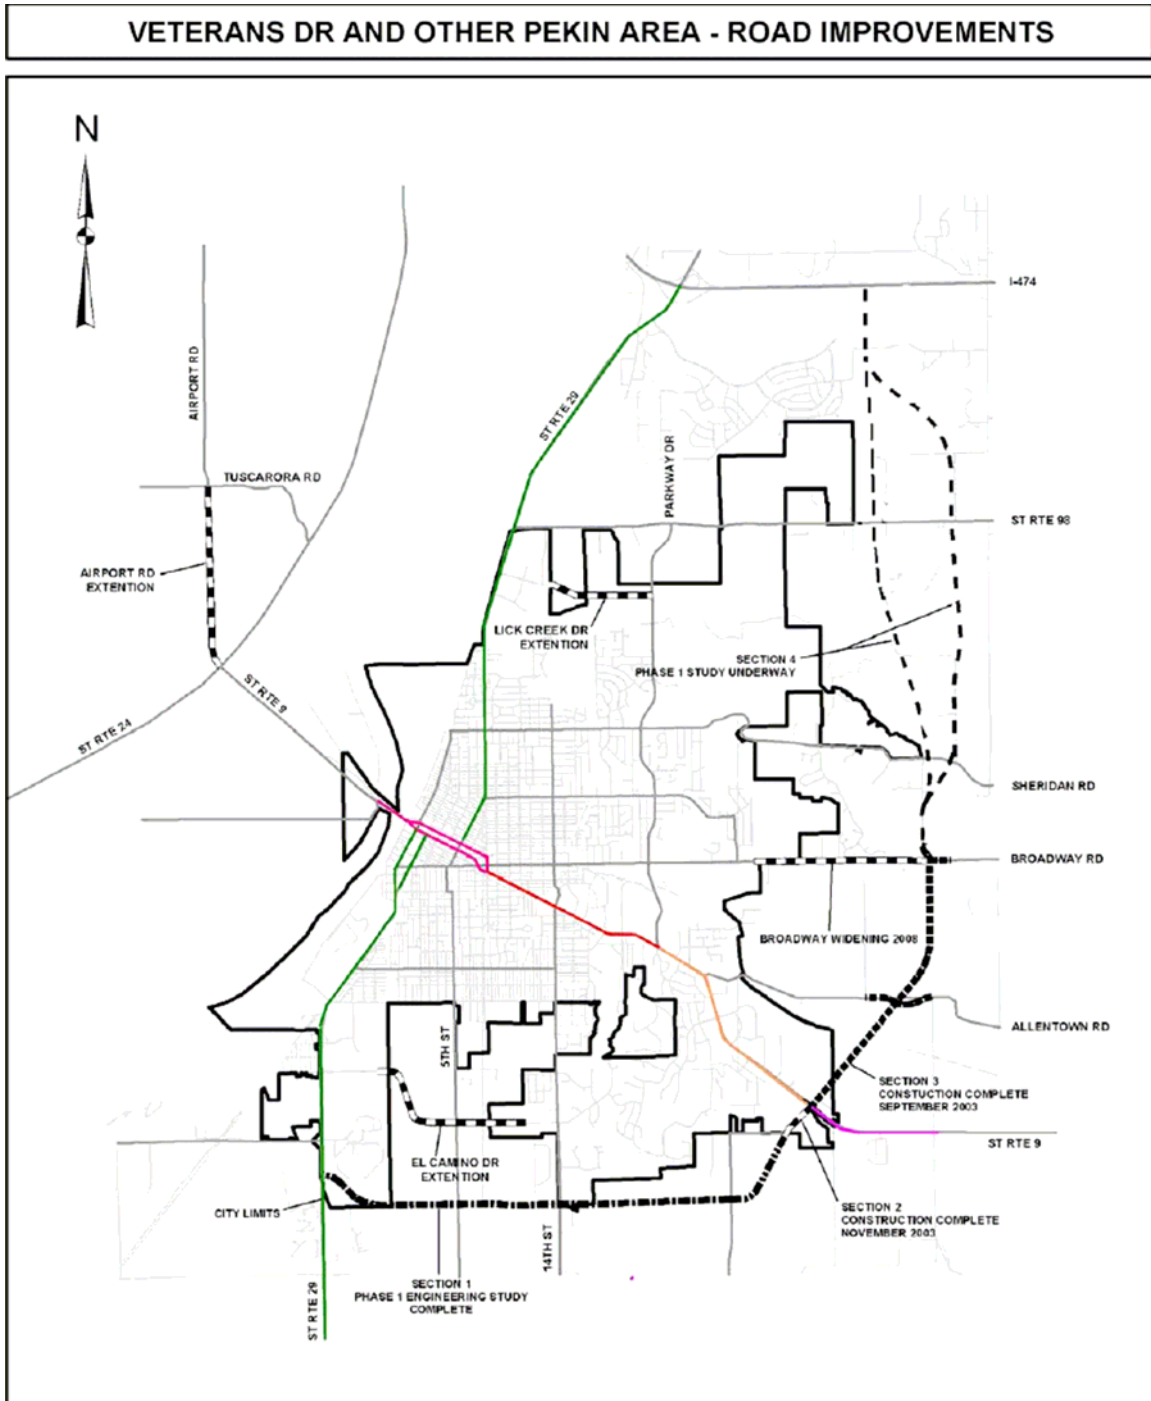 VETERANS DR AND OTHER PEKIN AREA - ROAD IMPROVEMENTS
N
I-474
AIRPORT RD
ST RTE 29
PARKWAY DR
TUSCARORA RD
ST RTE 98
AIRPORT RD
EXTENTION
LICK CREEK DR
EXTENTION
SECTION 4
PHASE 1 STUDY UNDERWAY
ST RTE 9
ST RTE 24
SHERIDAN RD
BROADWAY RD
BROADWAY WIDENING 2008
ALLENTOWN RD
5TH ST
SECTION 3
CONSTUCTION COMPLETE
SEPTEMBER 2003
ST RTE 9
EL CAMINO DR
EXTENTION
CITY LIMITS
SECTION 2
CONSTRUCTION COMPLETE
NOVEMBER 2003
14TH ST
SECTION 1
PHASE 1 ENGINEERING STUDY
COMPLETE
ST RTE 29